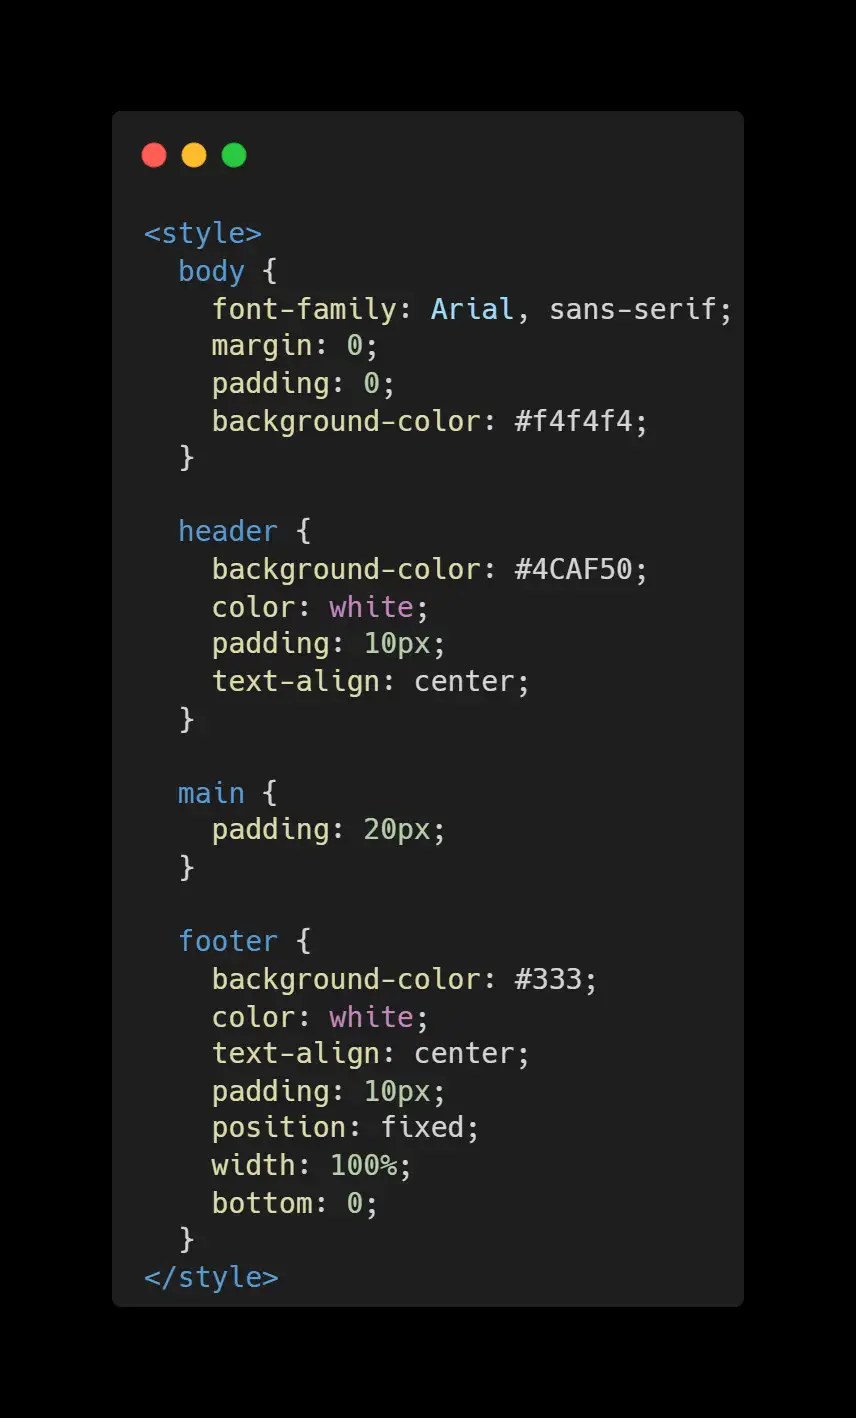 <style>
  body {
    font-family: Arial, sans-serif;
    margin: 0;
    padding: 0;
    background-color: #f4f4f4;
  }

  header {
    background-color: #4CAF50;
    color: white;
    padding: 10px;
    text-align: center;
  }

  main {
    padding: 20px;
  }

  footer {
    background-color: #333;
    color: white;
    text-align: center;
    padding: 10px;
    position: fixed;
    width: 100%;
    bottom: 0;
  }
</style>